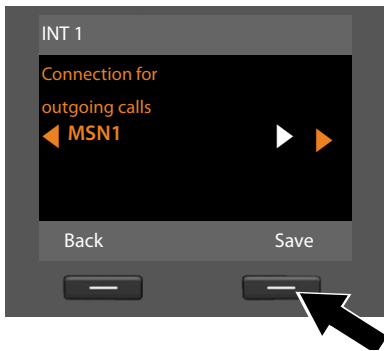 INT 1
Connection for
outgoing calls
MSN1
Back Save